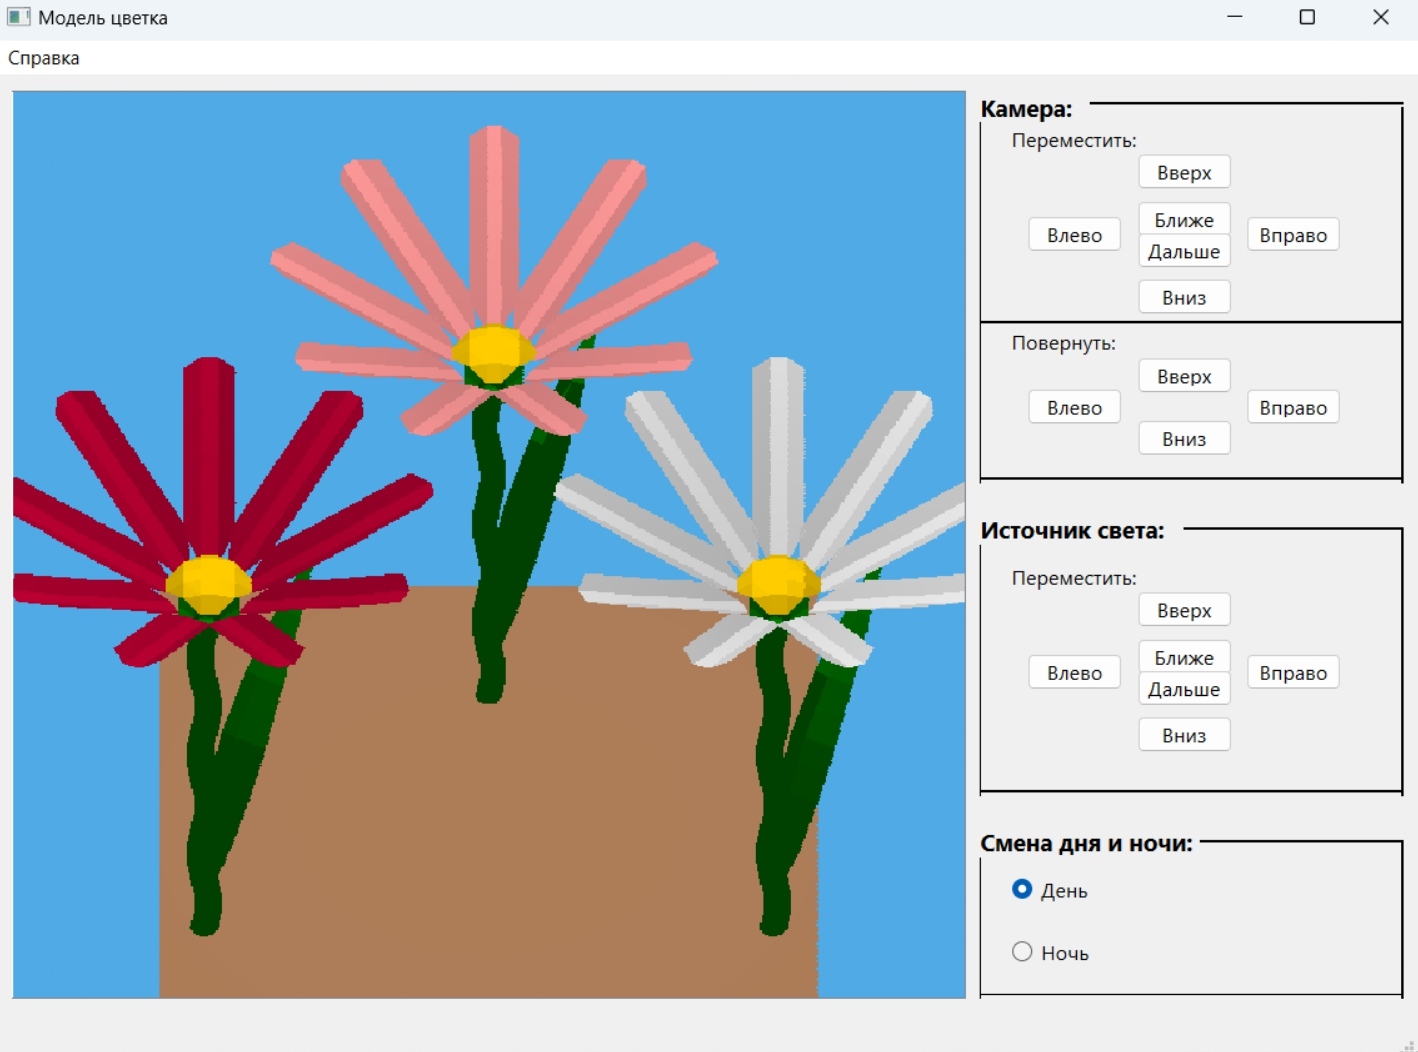 Модель цветка
Справка
Камера:
Переместить:
Вверх
Ближе
Влево
Вправо
Дальше
Вниз
Повернуть:
Вверх
Влево
Вправо
Вниз
Источник света:
Переместить:
Вверх
Ближе
Влево
Вправо
Дальше
Вниз
Смена дня и ночи:
День
Ночь